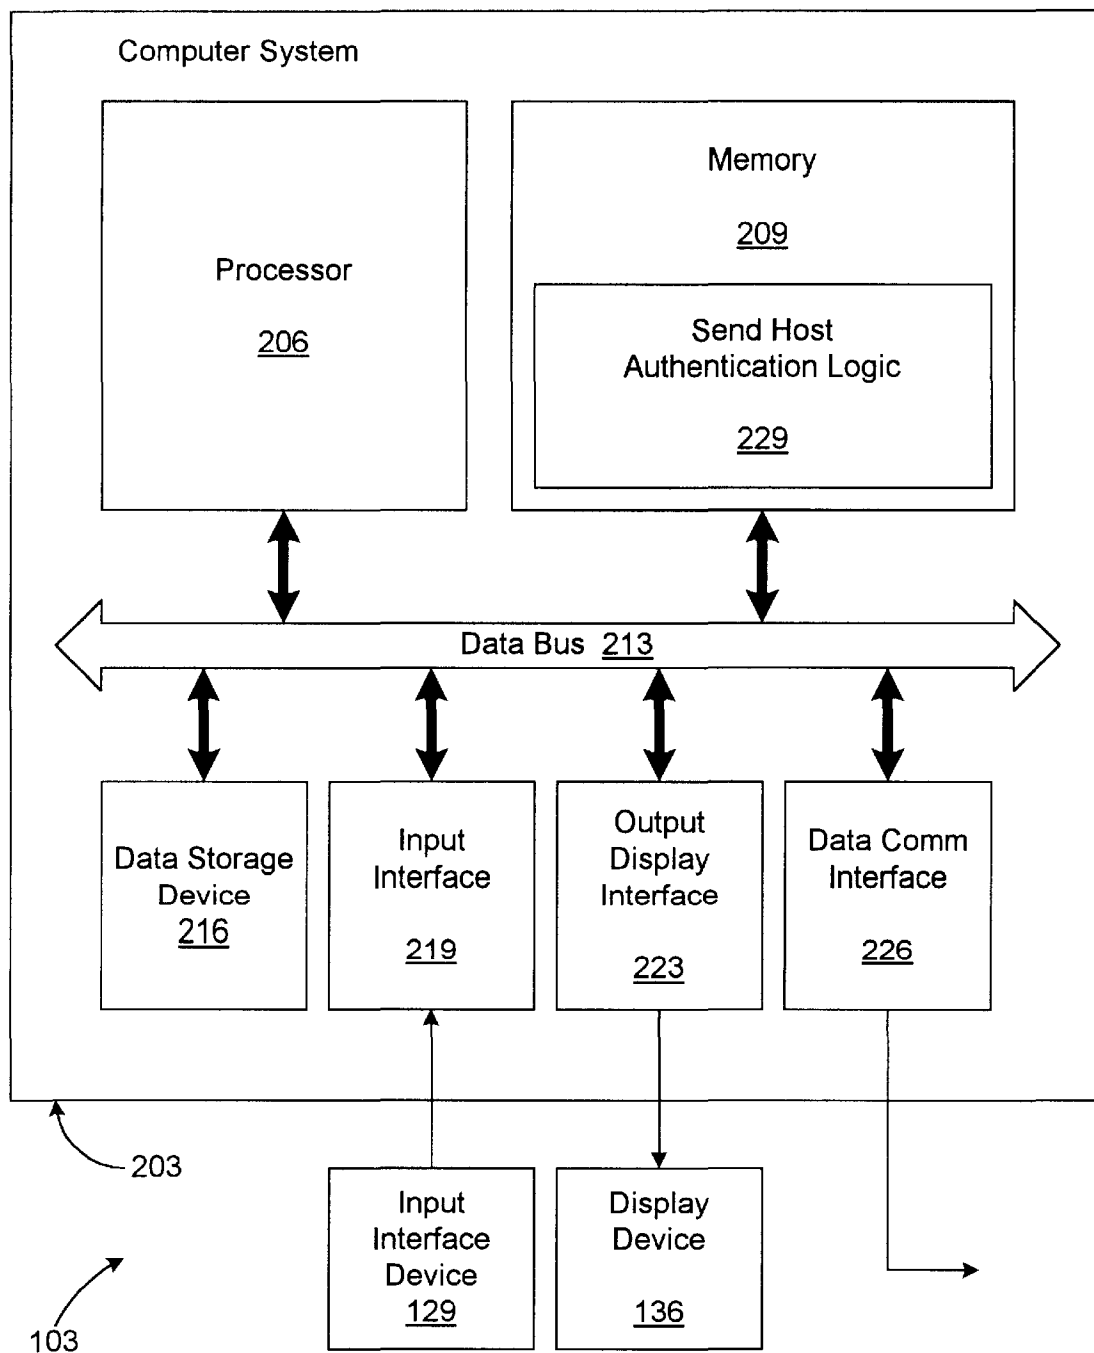 Computer System
Processor
206
Memory
209
Send Host
Authentication Logic
229
Data Bus 213
Data Storage
Device
216
Input
Interface
219
Output
Display
Interface
223
Data Comm
Interface
226
203
Input
Interface
Device
129
Display
Device
136
103